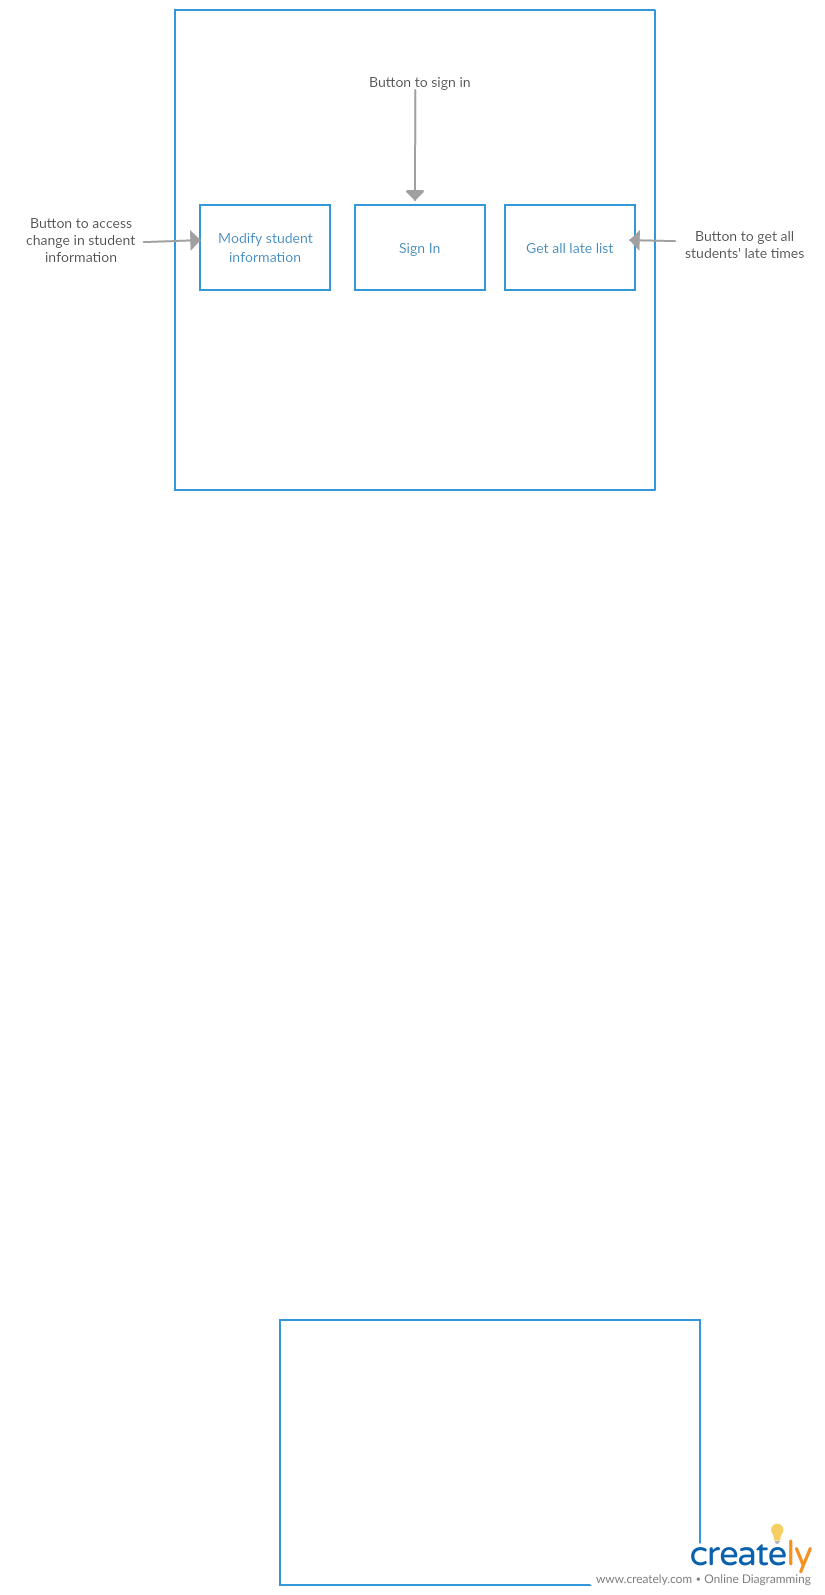 Button to sign in
Button to access
change in student
information
Modify student
information
Sign In
Get all late list
Button to get all
students' late times
creately
www.creately.com • Online Diagramming